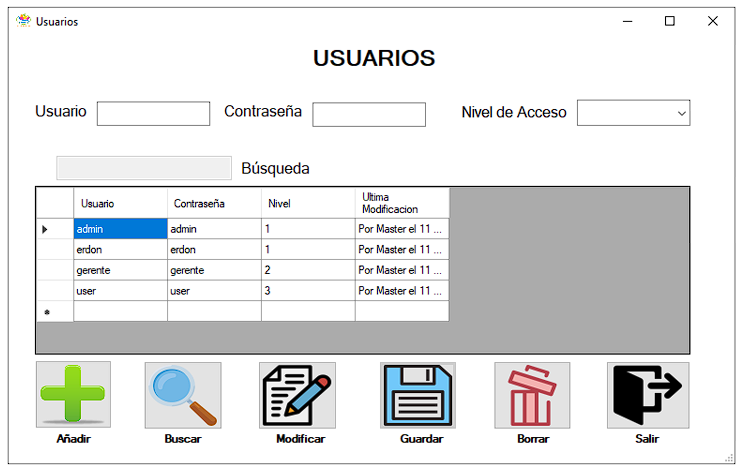 Usuarios
USUARIOS
Usuario Contraseña Nivel de Acceso
Búsqueda
Usuario Contraseña Nivel Ultima
Modificacion
admin admin 1 Por Master el 11 ...
erdon erdon 1 Por Master el 11 ...
gerente gerente 2 Por Master el 11 ...
user user 3 Por Master el 11 ...
Añadir Buscar Modificar Guardar Borrar Salir